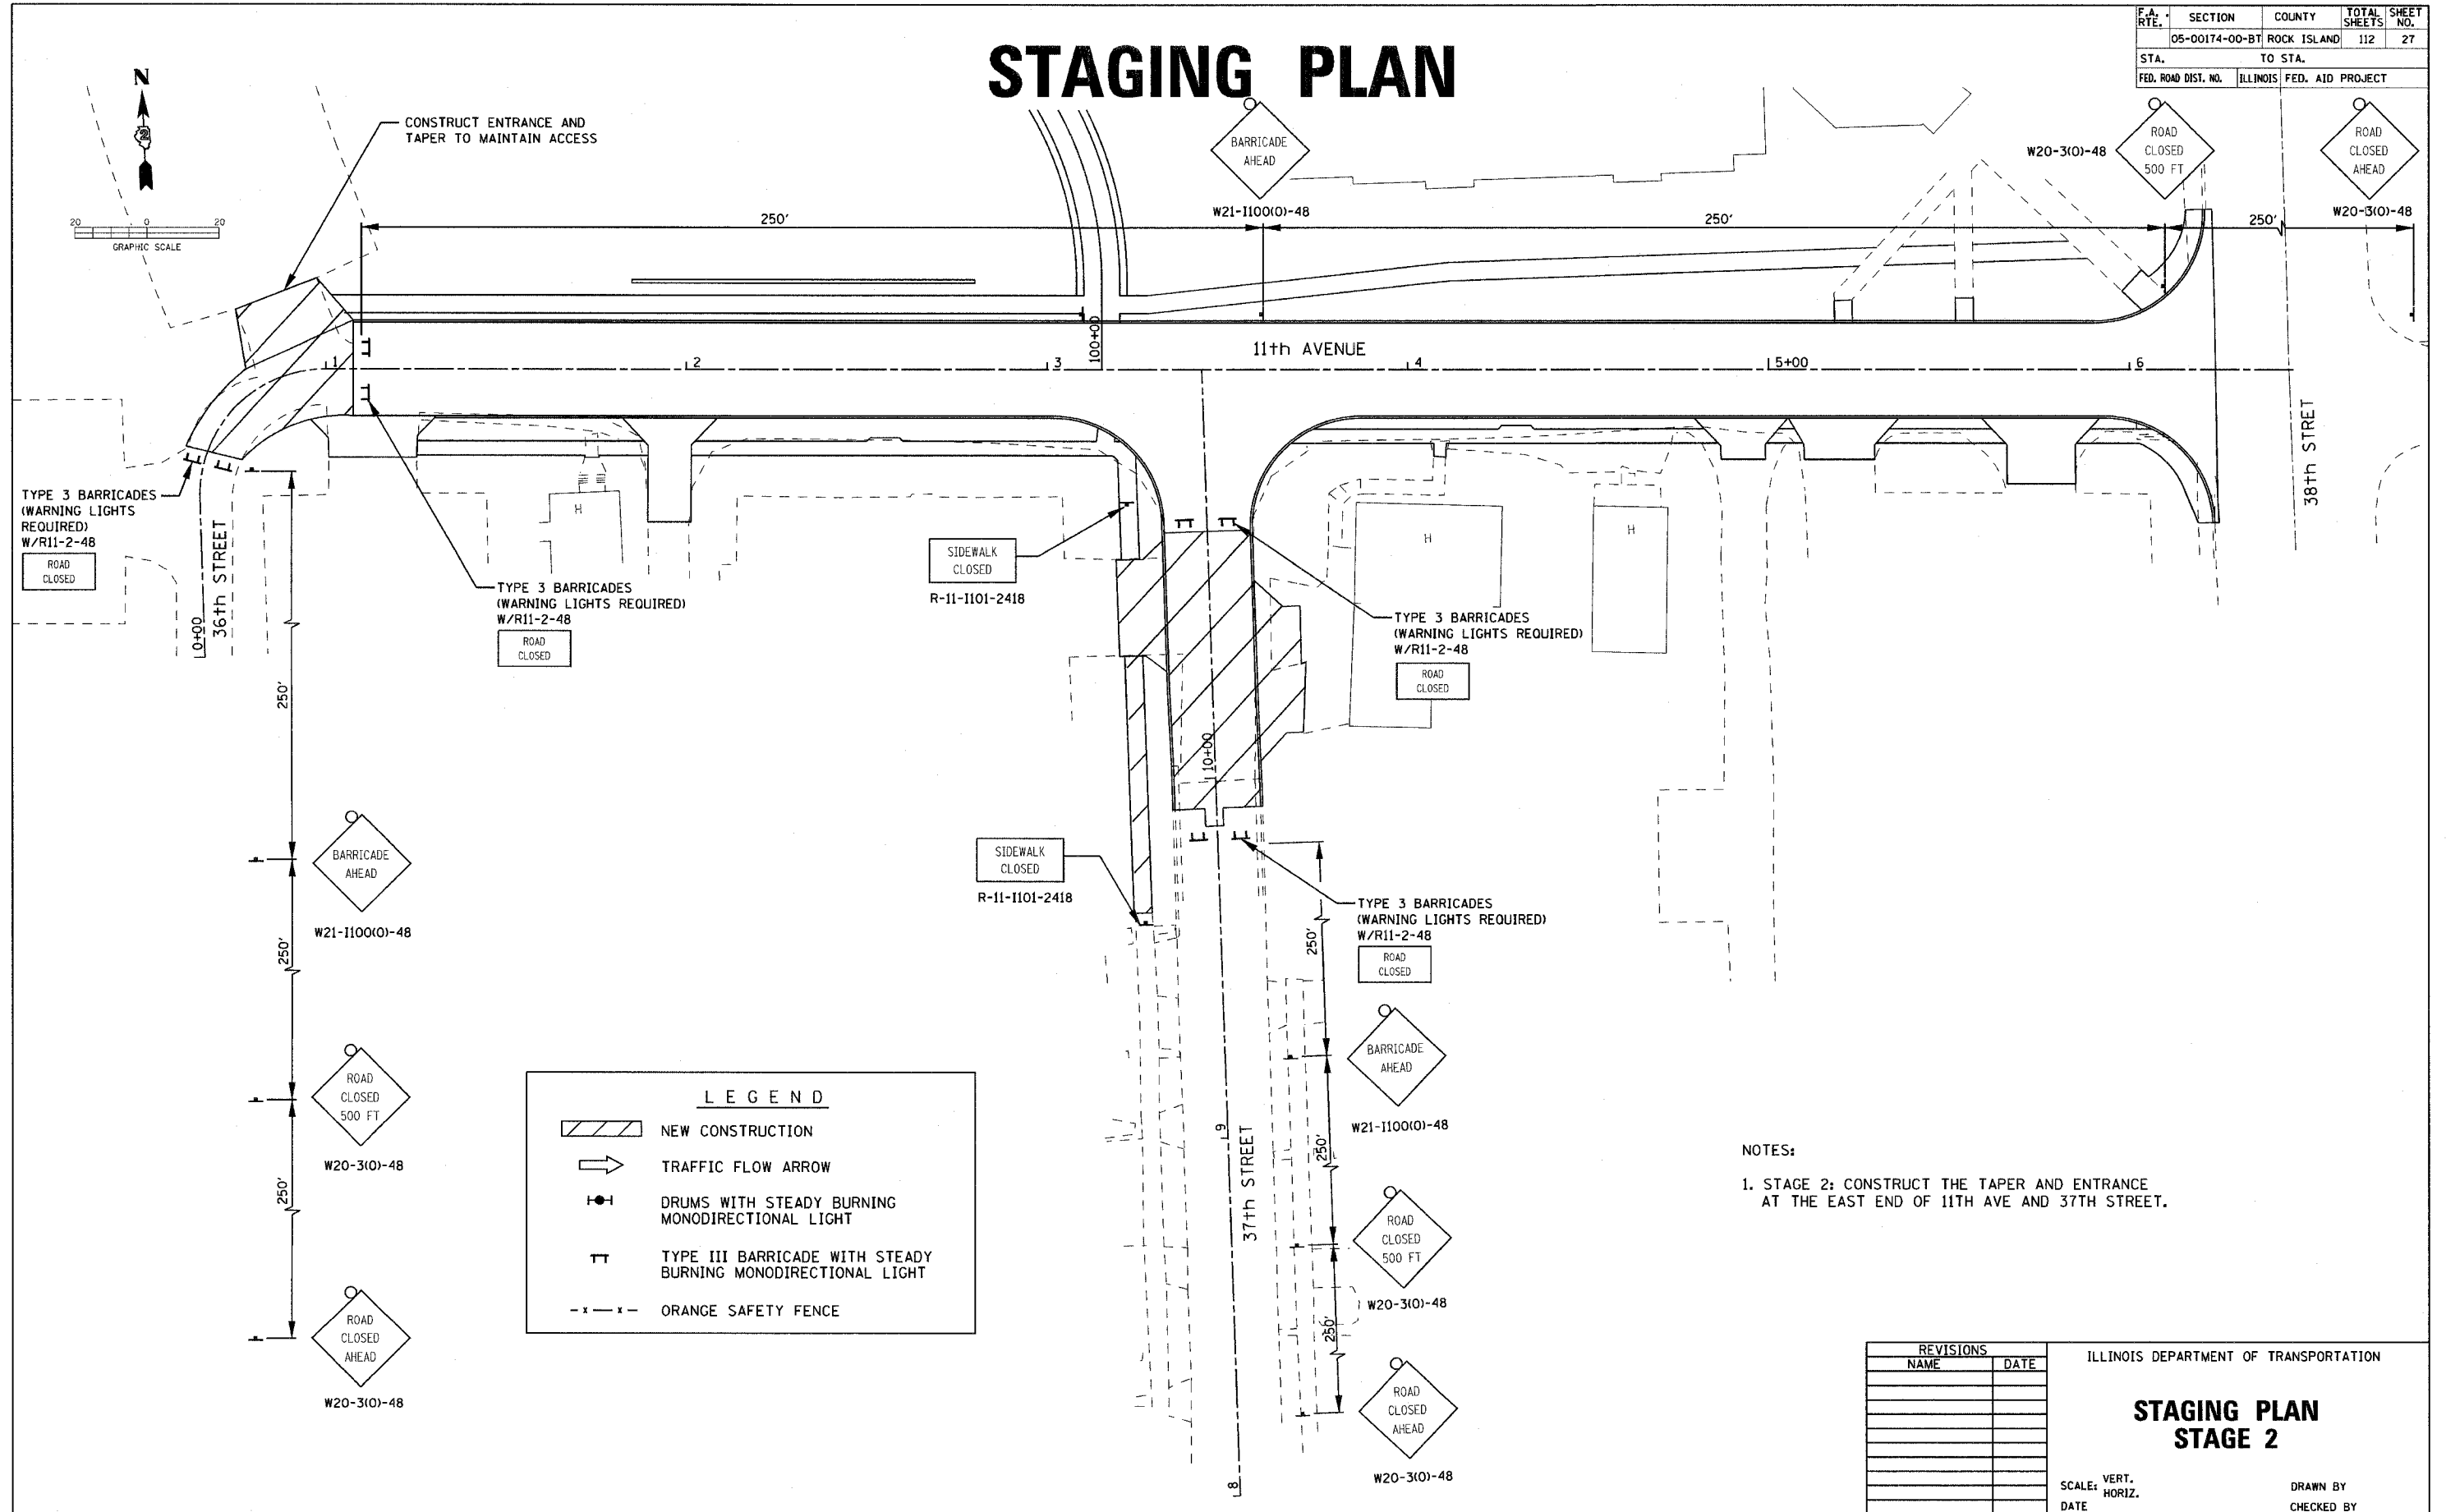 STAGING PLAN
F.A. RTE. SECTION COUNTY TOTAL SHEETS SHEET NO.
05-00174-00-BT ROCK ISLAND 112 27
STA. TO STA.
FED. ROAD DIST. NO. ILLINOIS FED. AID PROJECT
N
2
20 0 20
GRAPHIC SCALE
CONSTRUCT ENTRANCE AND
TAPER TO MAINTAIN ACCESS
BARRICADE
AHEAD
W21-I100(0)-48
W20-3(0)-48
ROAD
CLOSED
500 FT
ROAD
CLOSED
AHEAD
W20-3(0)-48
250'
250'
250'
100+00
11th AVENUE
1
2
3
4
5+00
6
38th STRET
TYPE 3 BARRICADES
(WARNING LIGHTS
REQUIRED)
W/R11-2-48
ROAD
CLOSED
0+00
36th STREET
H
TYPE 3 BARRICADES
(WARNING LIGHTS REQUIRED)
W/R11-2-48
ROAD
CLOSED
SIDEWALK
CLOSED
R-11-I101-2418
H
H
TYPE 3 BARRICADES
(WARNING LIGHTS REQUIRED)
W/R11-2-48
ROAD
CLOSED
250'
10+00
BARRICADE
AHEAD
W21-I100(0)-48
SIDEWALK
CLOSED
R-11-I101-2418
TYPE 3 BARRICADES
(WARNING LIGHTS REQUIRED)
W/R11-2-48
ROAD
CLOSED
250'
250'
BARRICADE
AHEAD
W21-I100(0)-48
ROAD
CLOSED
500 FT
W20-3(0)-48
250'
9
37th STREET
250'
ROAD
CLOSED
500 FT
W20-3(0)-48
250'
ROAD
CLOSED
AHEAD
W20-3(0)-48
ROAD
CLOSED
AHEAD
W20-3(0)-48
8
LEGEND
NEW CONSTRUCTION
TRAFFIC FLOW ARROW
DRUMS WITH STEADY BURNING
MONODIRECTIONAL LIGHT
TYPE III BARRICADE WITH STEADY
BURNING MONODIRECTIONAL LIGHT
ORANGE SAFETY FENCE
NOTES:
1. STAGE 2: CONSTRUCT THE TAPER AND ENTRANCE
AT THE EAST END OF 11TH AVE AND 37TH STREET.
REVISIONS
NAME DATE
ILLINOIS DEPARTMENT OF TRANSPORTATION
STAGING PLAN
STAGE 2
SCALE: VERT.
HORIZ.
DATE
DRAWN BY
CHECKED BY